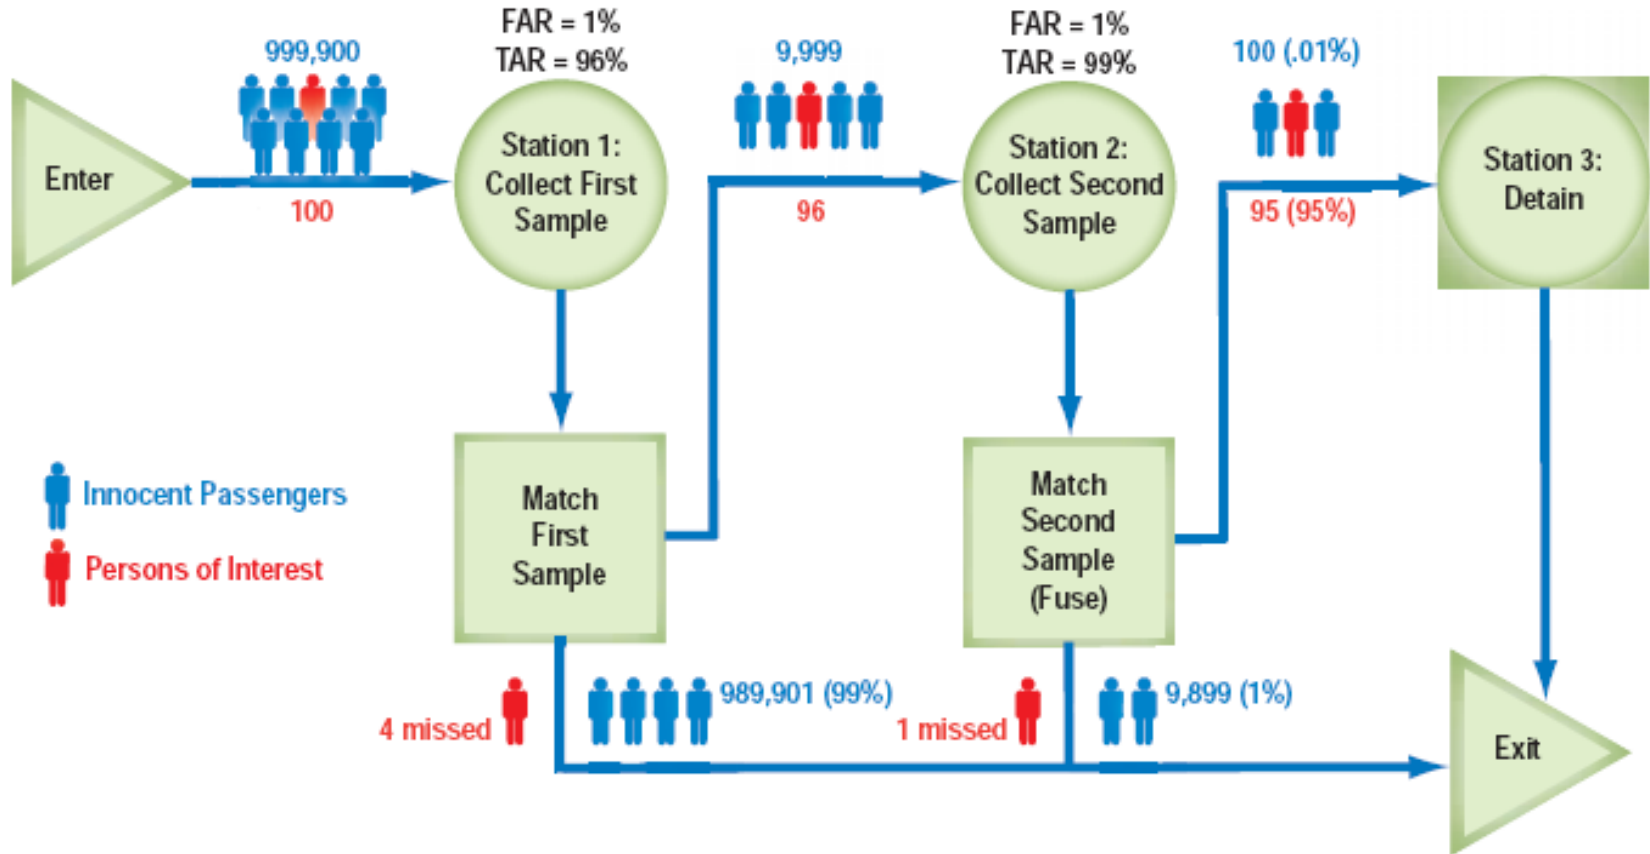 FAR = 1%
TAR = 96%
FAR = 1%
TAR = 99%
999,900
9,999
100 (.01%)
Enter
100
Station 1:
Collect First
Sample
96
Station 2:
Collect Second
Sample
95 (95%)
Station 3:
Detain
Innocent Passengers
Persons of Interest
Match
First
Sample
Match
Second
Sample
(Fuse)
4 missed
989,901 (99%)
1 missed
9,899 (1%)
Exit